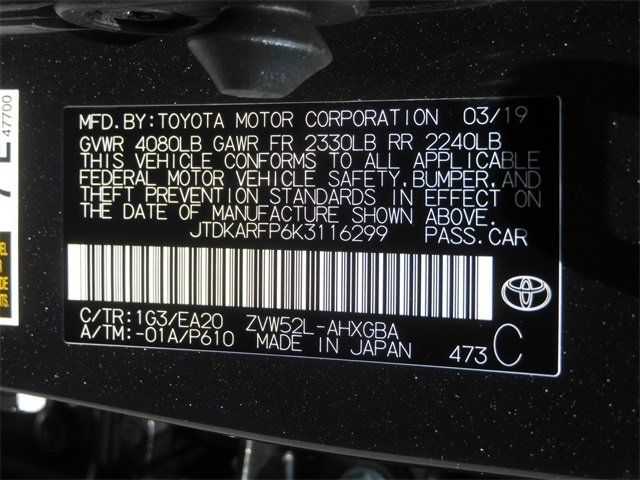 MFD.BY:TOYOTA MOTOR CORPORATION 03/19
GVWR 4080LB GAWR FR 2330LB RR 2240LB
THIS VEHICLE CONFORMS TO ALL APPLICABLE
FEDERAL MOTOR VEHICLE SAFETY,BUMPER,AND
THEFT PREVENTION STANDARDS IN EFFECT ON
THE DATE OF MANUFACTURE SHOWN ABOVE.
JTDKARFP6K3116299 PASS.CAR
C/TR:1G3/EA20 ZVW52L-AHXGBA
A/TM:-01A/P610 MADE IN JAPAN 473 C
47700